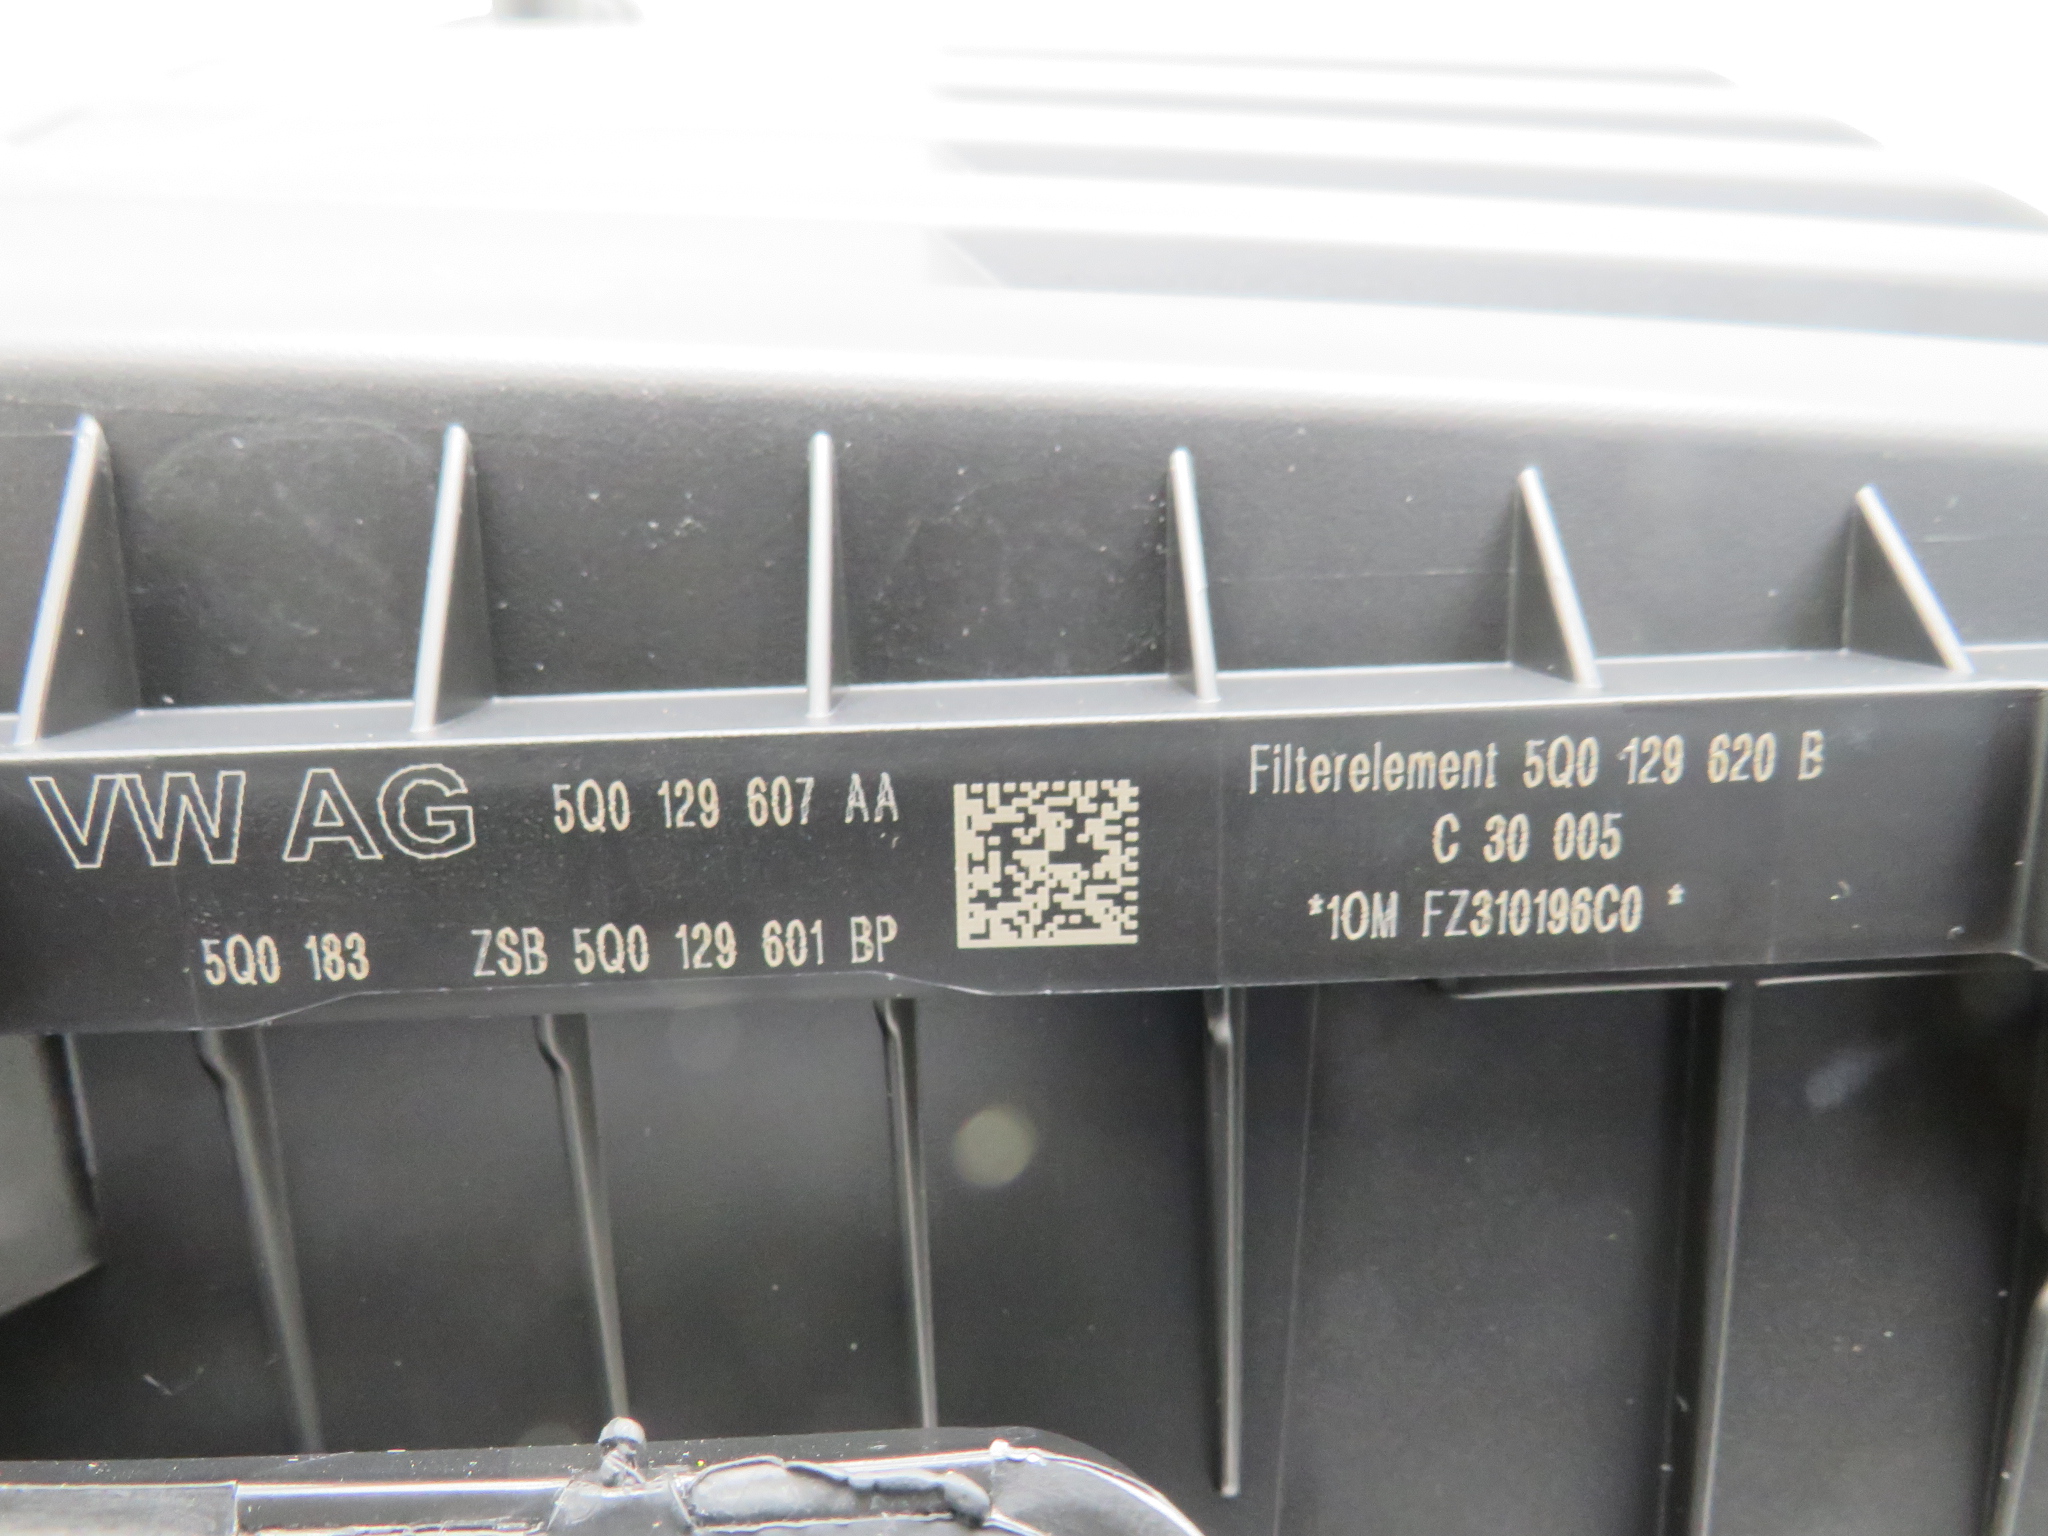 VW AG 5Q0 129 607 AA
5Q0 183 ZSB 5Q0 129 601 BP
Filterelement 5Q0 129 620 B
C 30 005
*10M FZ310196C0 *